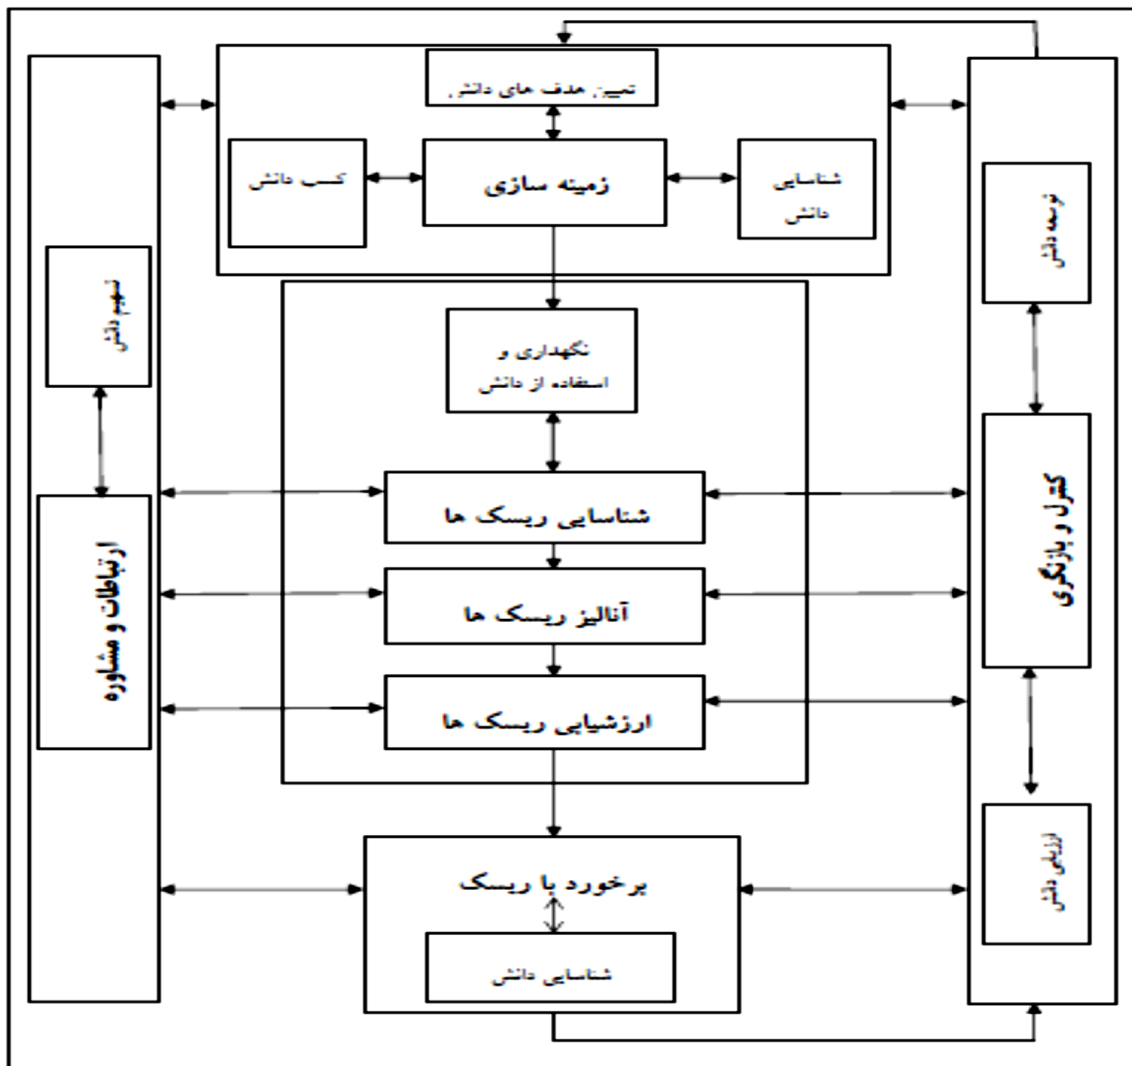 تعیین هدف های دانش
کسب دانش
زمینه سازی
شناسایی
دانش
توسعه دانش
تسهیم دانش
نگهداری و
استفاده از دانش
شناسایی ریسک ها
کنترل و بازنگری
ارتباطات و مشاوره
آنالیز ریسک ها
ارزشیابی ریسک ها
ارزیابی دانش
برخورد با ریسک
شناسایی دانش